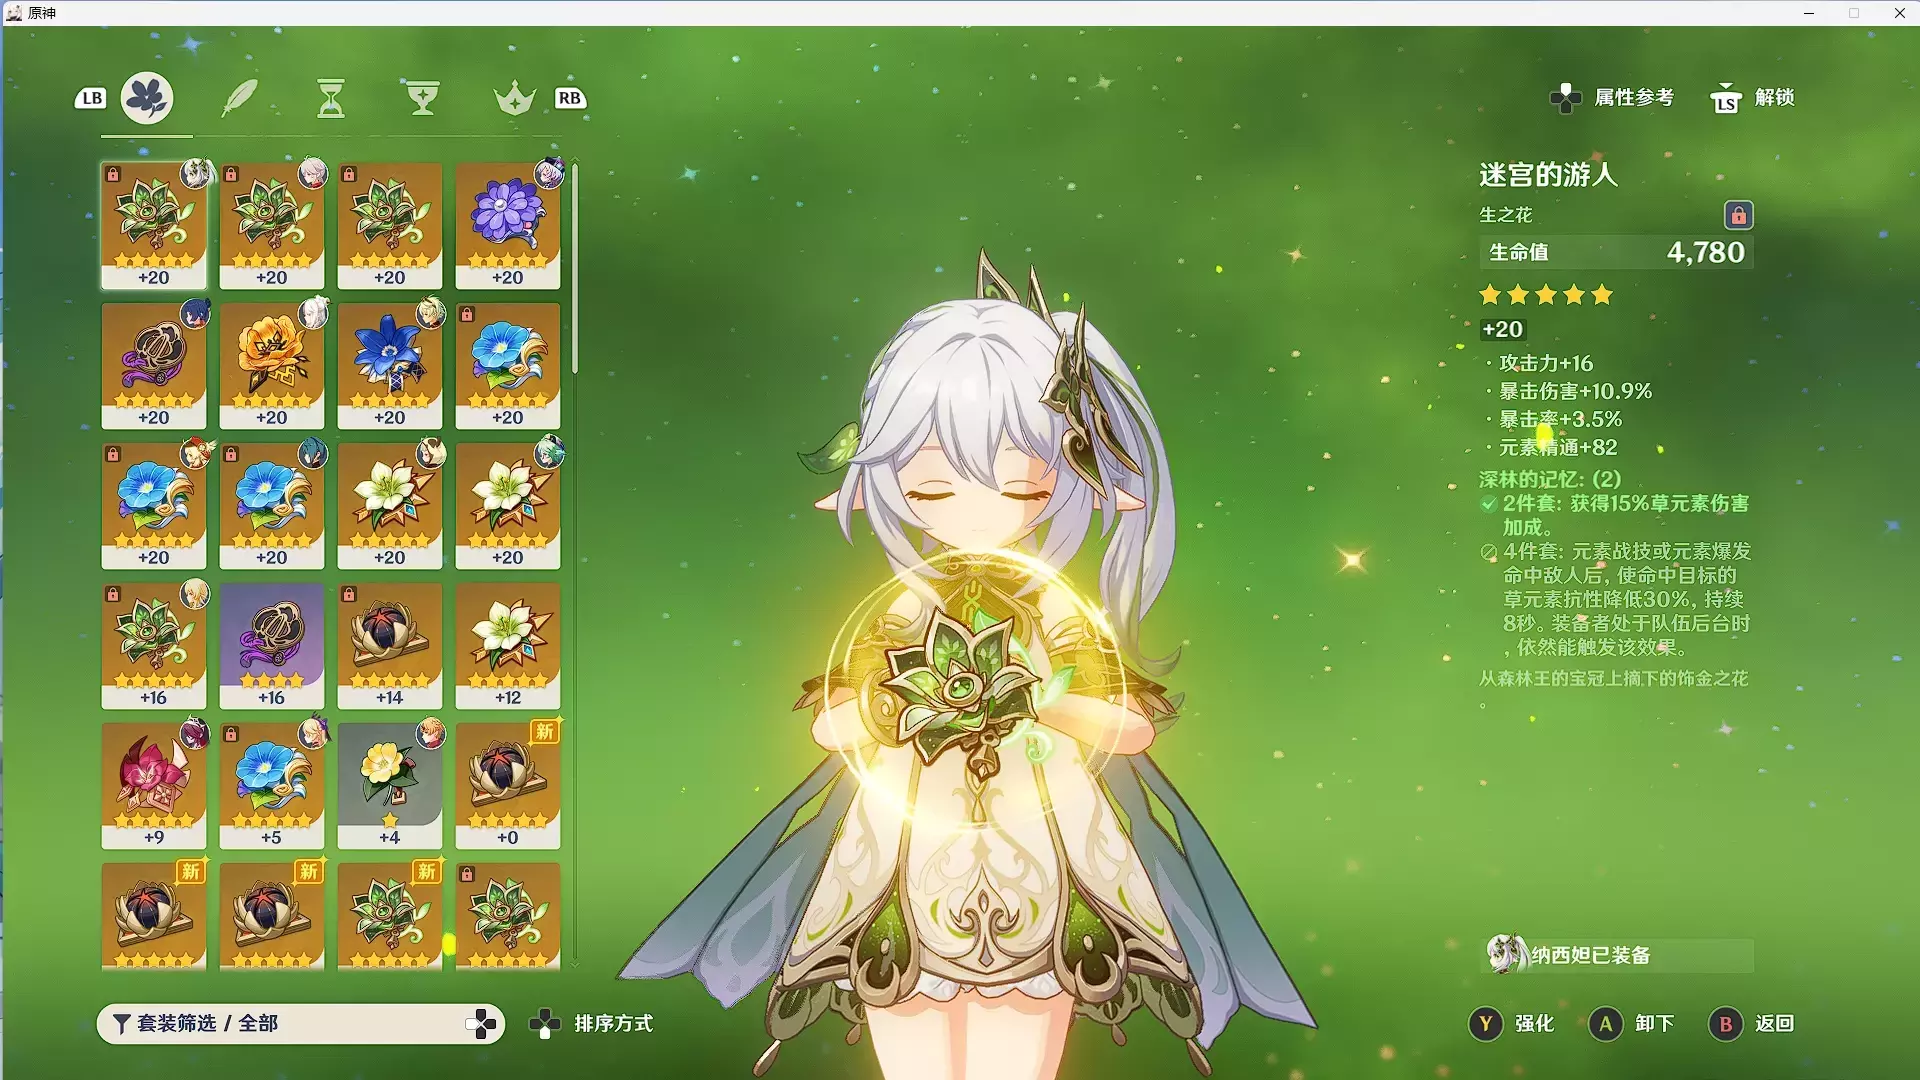 原神
LB
RB
属性参考
LS
解锁
迷宫的游人
生之花
生命值 4,780
+20
·攻击力+16
·暴击伤害+10.9%
·暴击率+3.5%
·元素精通+82
深林的记忆: (2)
2件套: 获得15%草元素伤害
加成。
4件套: 元素战技或元素爆发
命中敌人后, 使命中目标的
草元素抗性降低30%, 持续
8秒。装备者处于队伍后台时
, 依然能触发该效果。
从森林王的宝冠上摘下的饰金之花
。
+20 +20 +20 +20
+20 +20 +20 +20
+20 +20 +20 +20
+16 +16 +14 +12
新
+9 +5 +4 +0
新 新 新
纳西妲已装备
套装筛选 / 全部
排序方式
Y 强化
A 卸下
B 返回